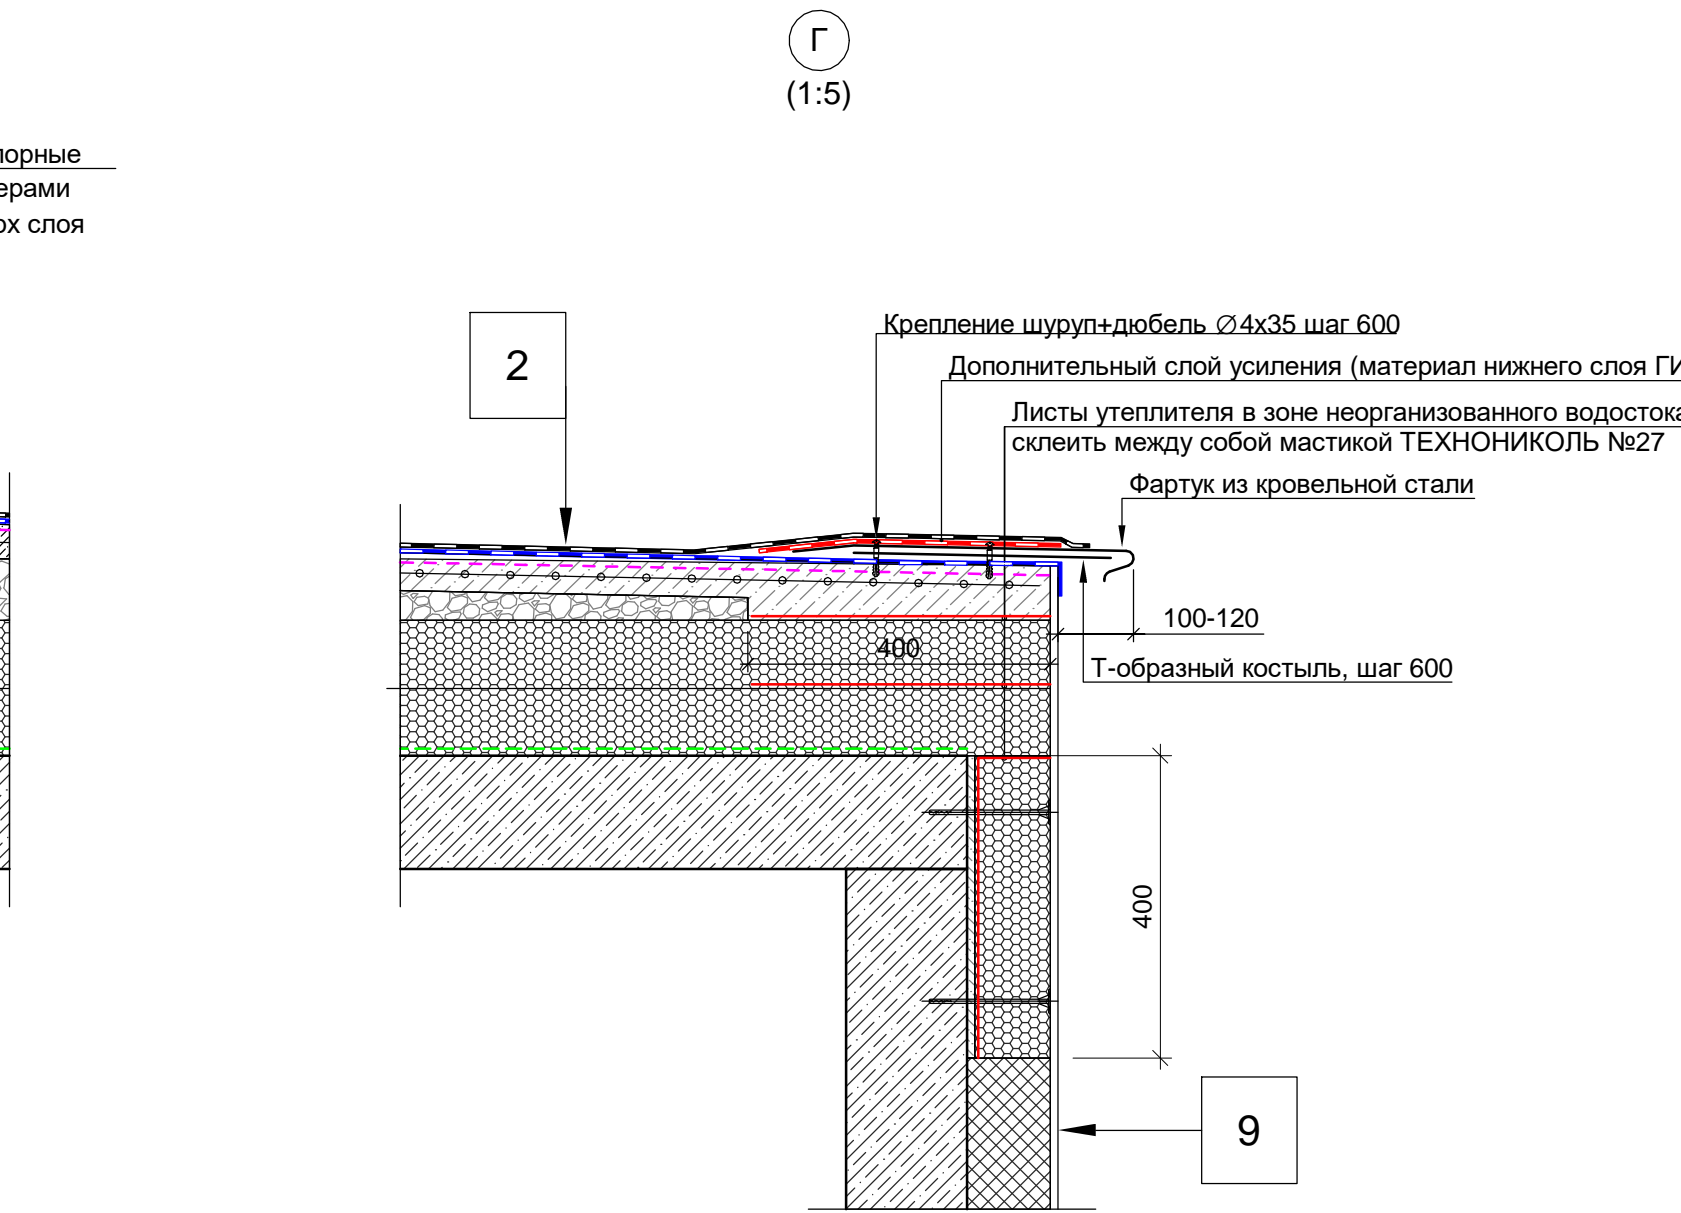 Г
(1:5)
порные
ерами
ох слоя
2
Крепление шуруп+дюбель ∅4х35 шаг 600
Дополнительный слой усиления (материал нижнего слоя ГИ
Листы утеплителя в зоне неорганизованного водостока
склеить между собой мастикой ТЕХНОНИКОЛЬ №27
Фартук из кровельной стали
100-120
400
Т-образный костыль, шаг 600
400
9